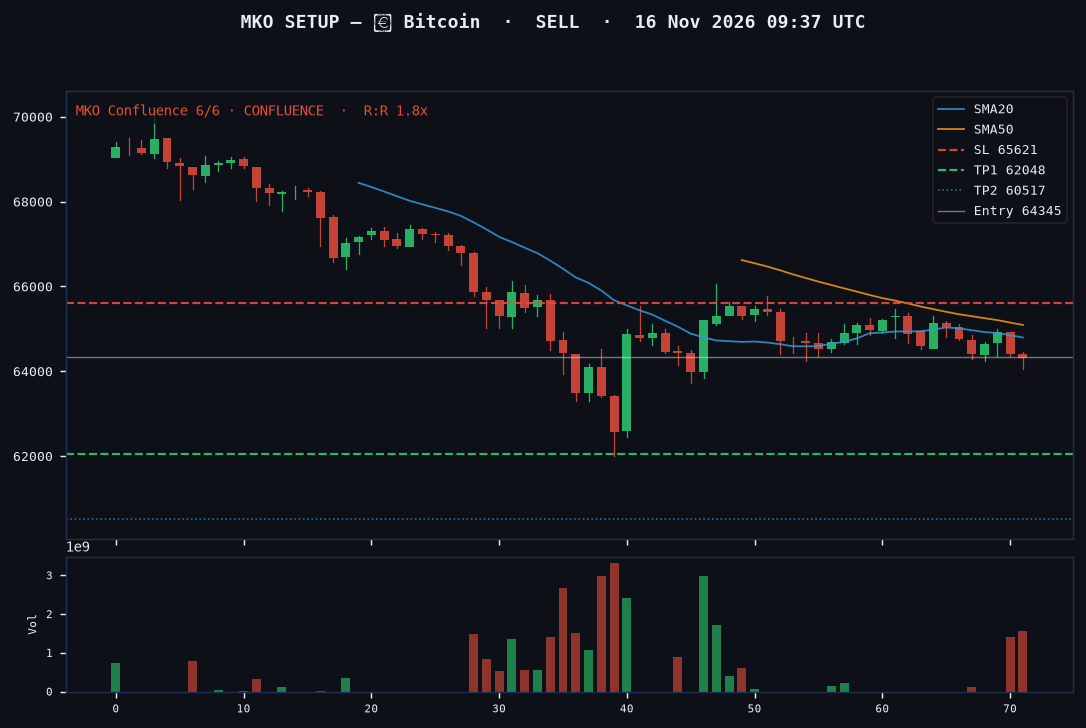 MKO SETUP — € Bitcoin · SELL · 16 Nov 2026 09:37 UTC
MKO Confluence 6/6 · CONFLUENCE · R:R 1.8x
SMA20
SMA50
SL 65621
TP1 62048
TP2 60517
Entry 64345
70000
68000
66000
64000
62000
1e9
Vol
3
2
1
0
0 10 20 30 40 50 60 70